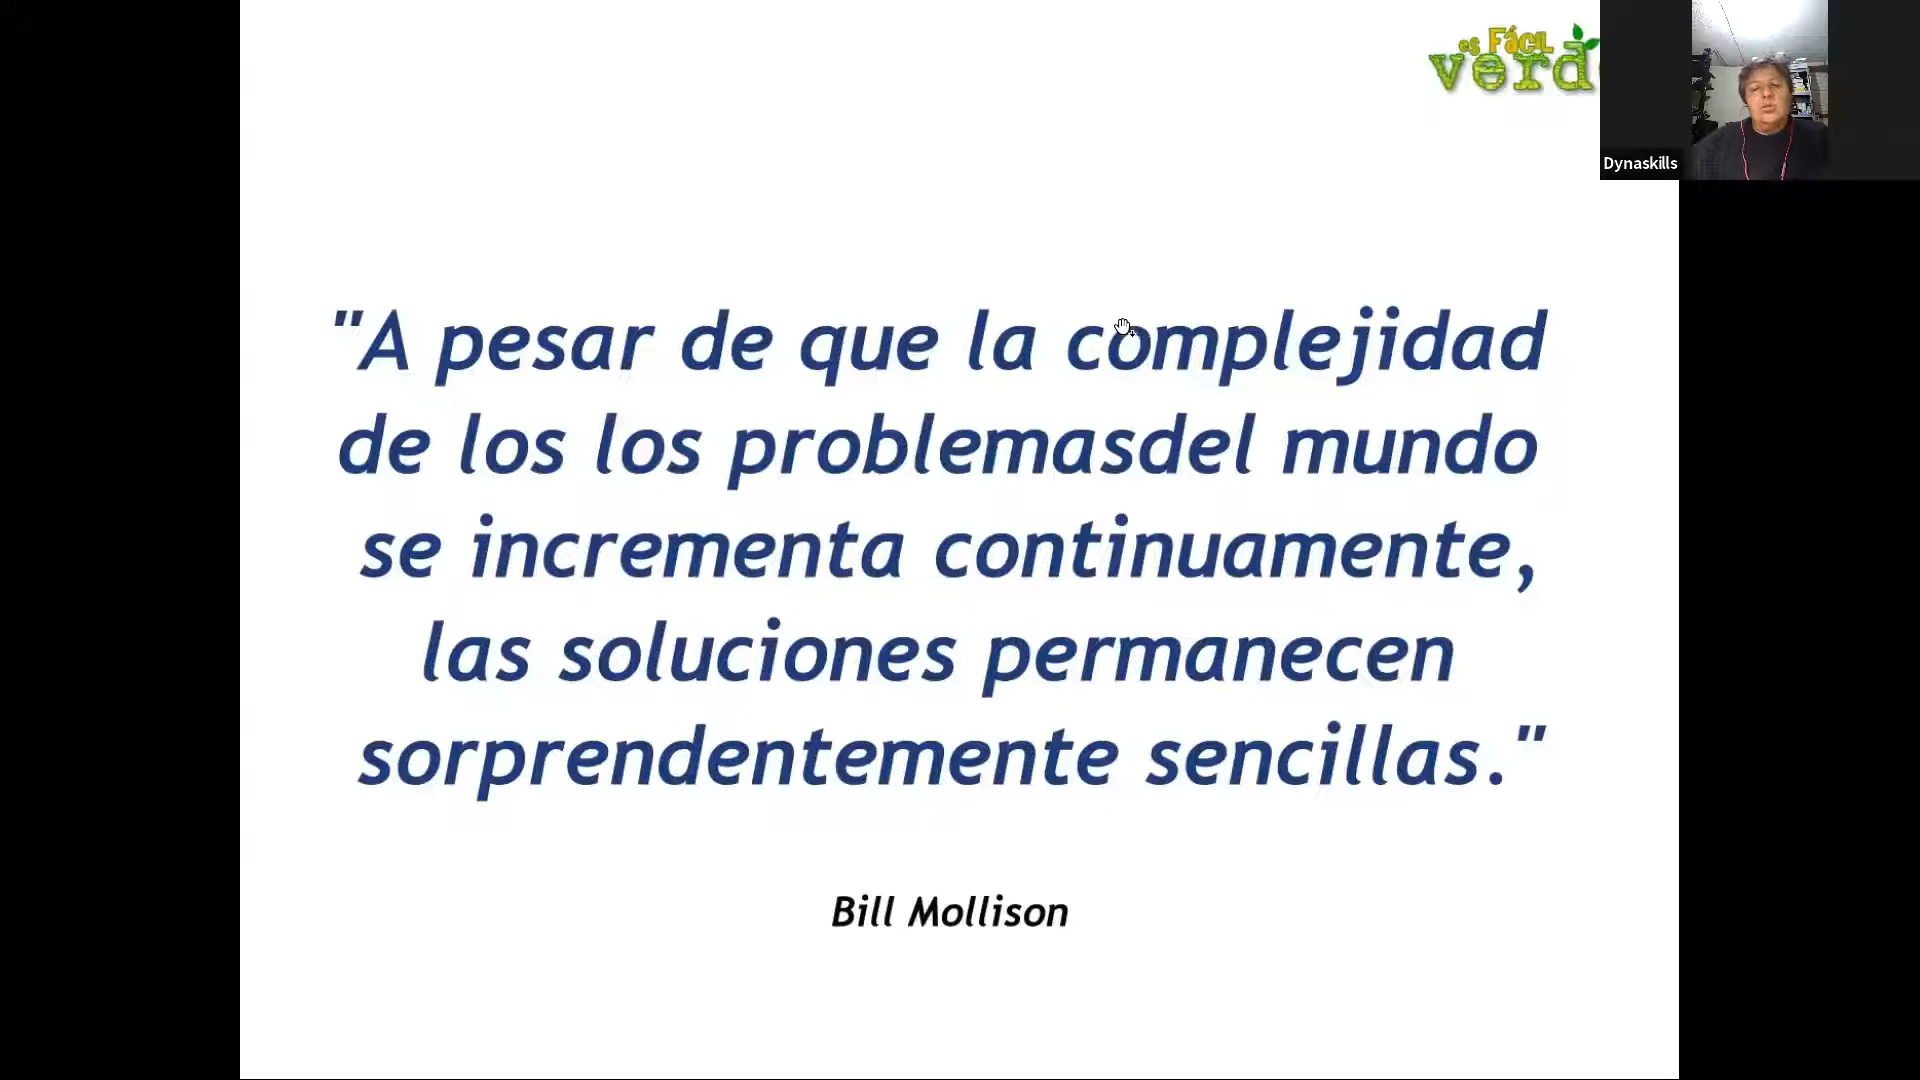 es Fácil
verd
Dynaskills
"A pesar de que la complejidad
de los los problemasdel mundo
se incrementa continuamente,
las soluciones permanecen
sorprendentemente sencillas."
Bill Mollison